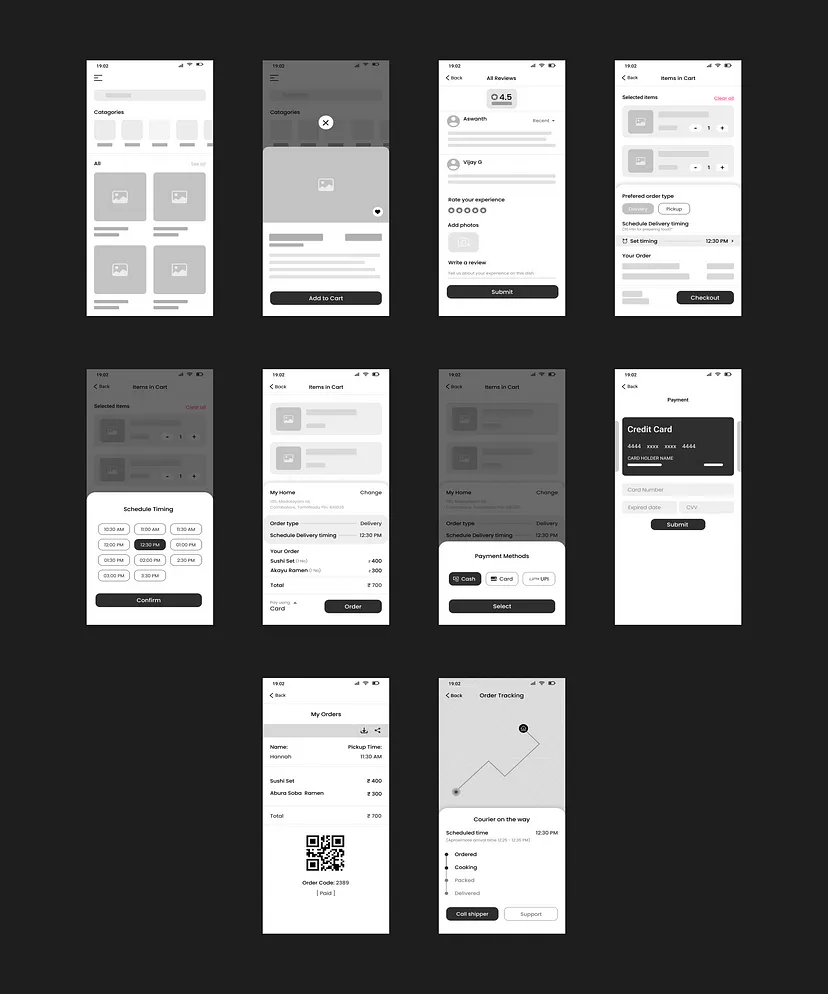 19:02
Catagories
All
See All
19:02
Catagories
Add to Cart
19:02
Back
All Reviews
4.5
Aswanth
Recent
Vijay G
Rate your experience
Add photos
Write a review
Tell us about your experience on this dish.
Submit
19:02
Back
Items in Cart
Selected items
Clear all
- 1 +
- 1 +
Prefered order type
Delivery
Pickup
Schedule Delivery timing
Set timing
12:30 PM
Your Order
Checkout
19:02
Back
Items in Cart
Selected items
Clear all
- 1 +
- 1 +
Schedule Timing
10:30 AM
11:00 AM
11:30 AM
12:00 PM
12:30 PM
01:00 PM
01:30 PM
02:00 PM
2:30 PM
03:00 PM
3:30 PM
Confirm
19:02
Back
Items in Cart
My Home
Change
Order type
Delivery
Schedule Delivery timing
12:30 PM
Your Order
Sushi Set (1 No)
₹ 400
Akayu Ramen (1 No)
₹ 300
Total
₹ 700
Pay using
Card
Order
19:02
Back
Items in Cart
My Home
Change
Order type
Delivery
Schedule Delivery timing
12:30 PM
Payment Methods
Cash
Card
UPI
Select
19:02
Back
Payment
Credit Card
4444 xxxx xxxx 4444
CARD HOLDER NAME
Card Number
Expired date
CVV
Submit
19:02
Back
My Orders
Name:
Pickup Time:
Hannah
11:30 AM
Sushi Set
₹ 400
Abura Soba Ramen
₹ 300
Total
₹ 700
Order Code: 2389
[ Paid ]
19:02
Back
Order Tracking
Courier on the way
Scheduled time
12:30 PM
Ordered
Cooking
Packed
Delivered
Call shipper
Support